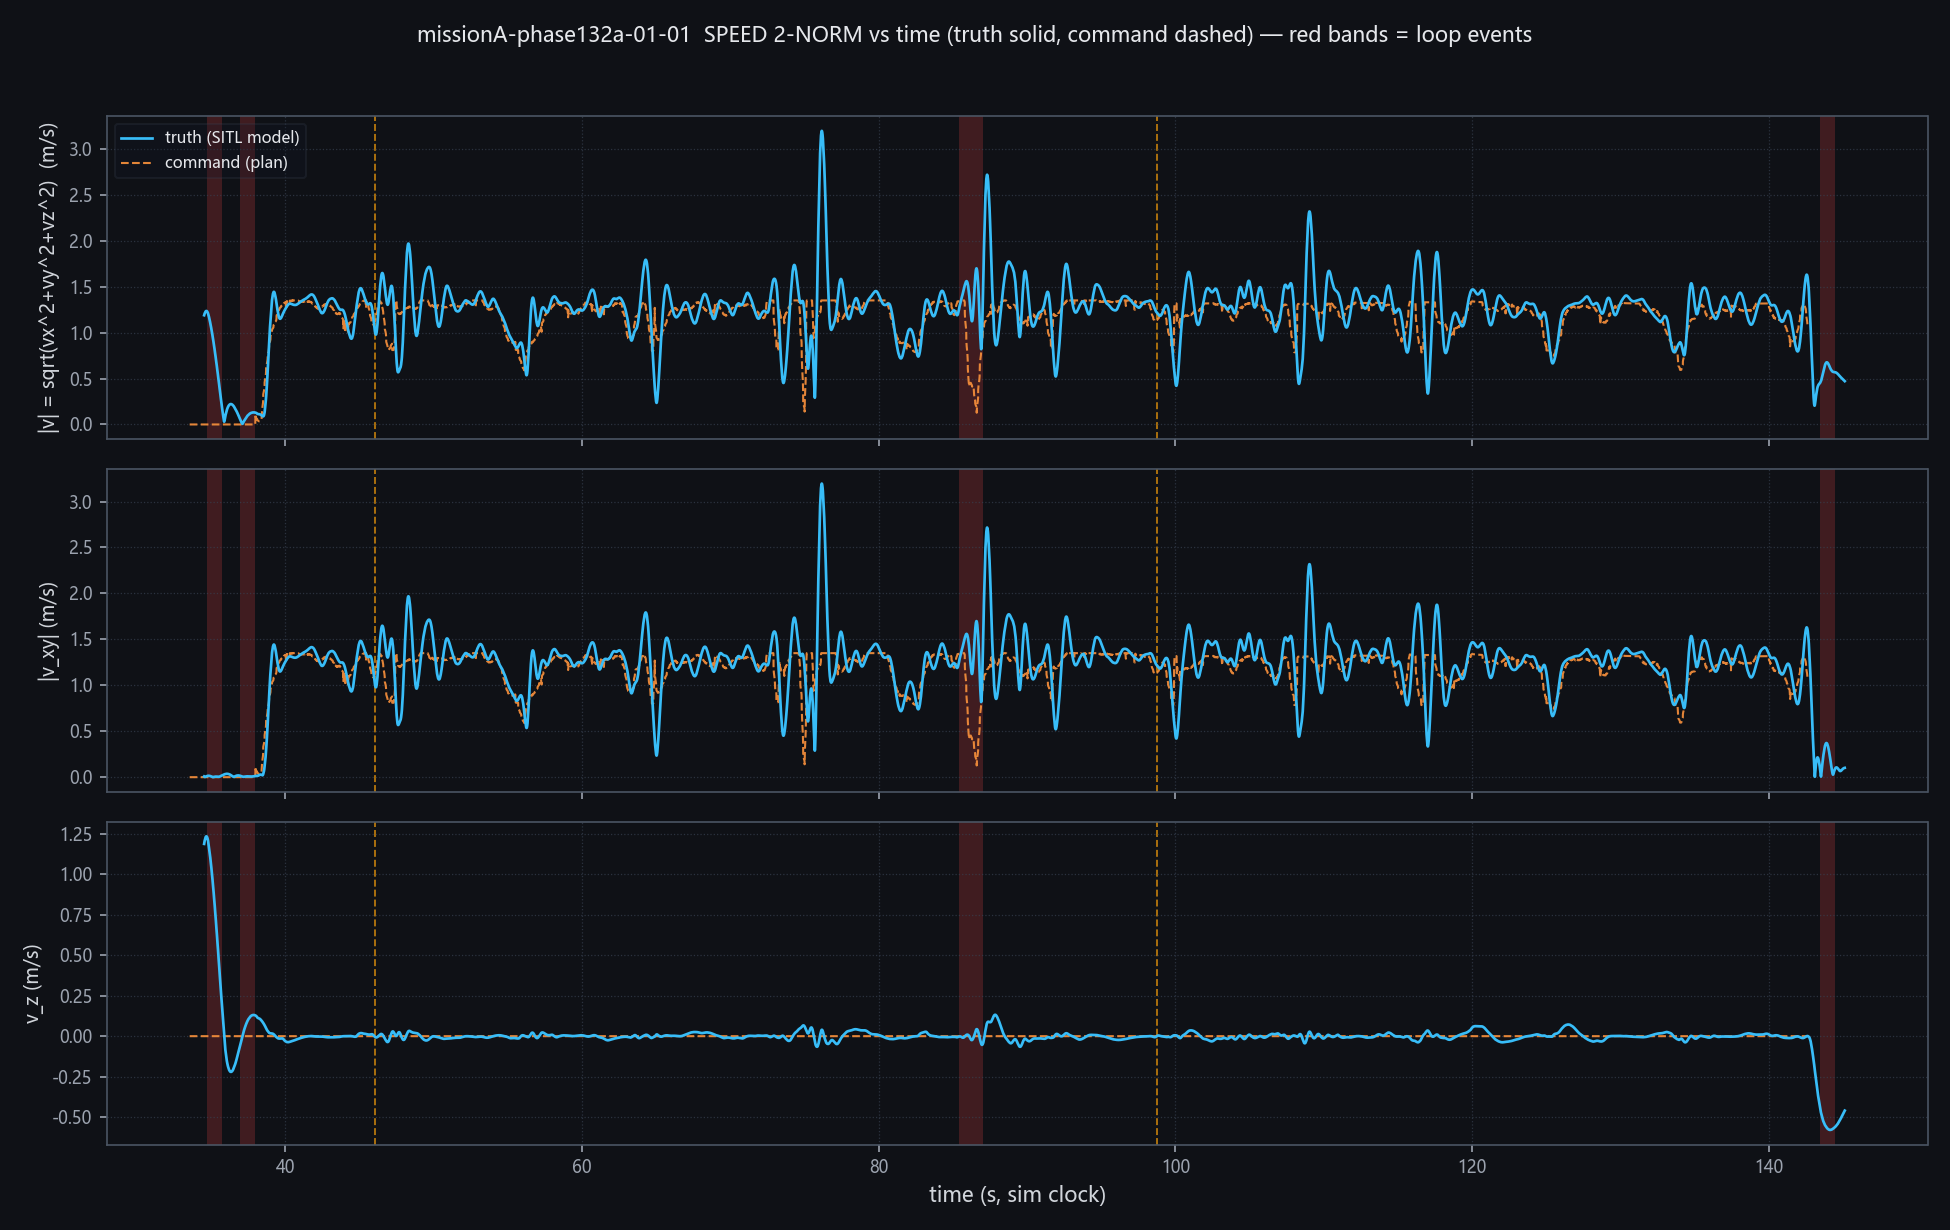 missionA-phase132a-01-01  SPEED 2-NORM vs time (truth solid, command dashed) — red bands = loop events
|v| = sqrt(vx^2+vy^2+vz^2)  (m/s)
truth (SITL model)
command (plan)
3.0
2.5
2.0
1.5
1.0
0.5
0.0
|v_xy| (m/s)
3.0
2.5
2.0
1.5
1.0
0.5
0.0
v_z (m/s)
1.25
1.00
0.75
0.50
0.25
0.00
-0.25
-0.50
40 60 80 100 120 140
time (s, sim clock)